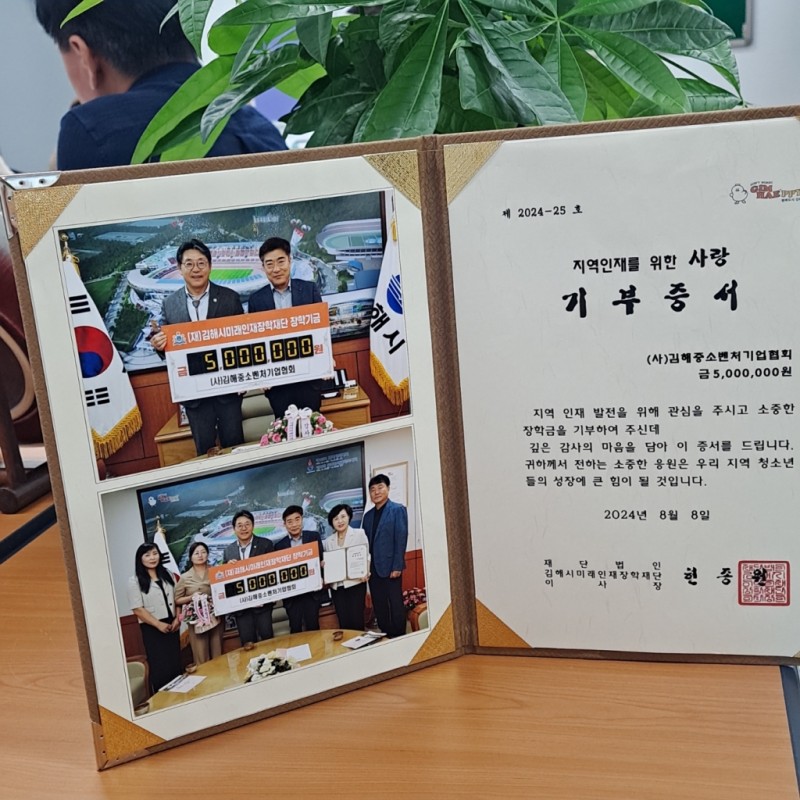 (재)김해시미래인재장학재단 장학기금
금 5,000,000원
(사)김해중소벤처기업협회
해시
(재)김해시미래인재장학재단 장학기금
금 5,000,000원
(사)김해중소벤처기업협회
제 2024-25 호
지역인재를 위한 사랑
기부증서
(사)김해중소벤처기업협회
금 5,000,000원
지역 인재 발전을 위해 관심을 주시고 소중한
장학금을 기부하여 주신데
깊은 감사의 마음을 담아 이 증서를 드립니다.
귀하께서 전하는 소중한 응원은 우리 지역 청소년
들의 성장에 큰 힘이 될 것입니다.
2024년 8월 8일
재단법인
김해시미래인재장학재단
이사장 현종원